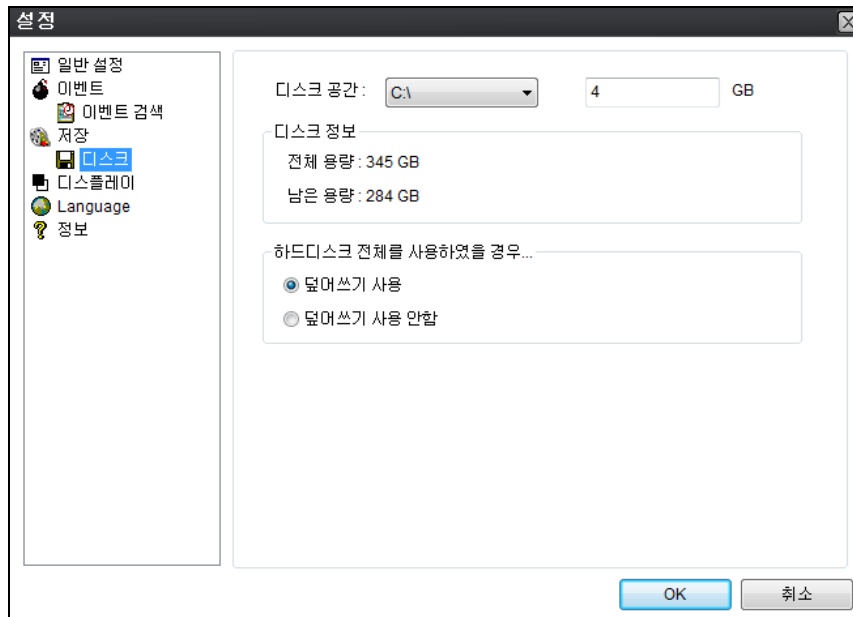 설정
일반 설정
이벤트
이벤트 검색
저장
디스크
디스플레이
Language
정보
디스크 공간 : C:\ 4 GB
디스크 정보
전체 용량 : 345 GB
남은 용량 : 284 GB
하드디스크 전체를 사용하였을 경우...
덮어쓰기 사용
덮어쓰기 사용 안함
OK 취소